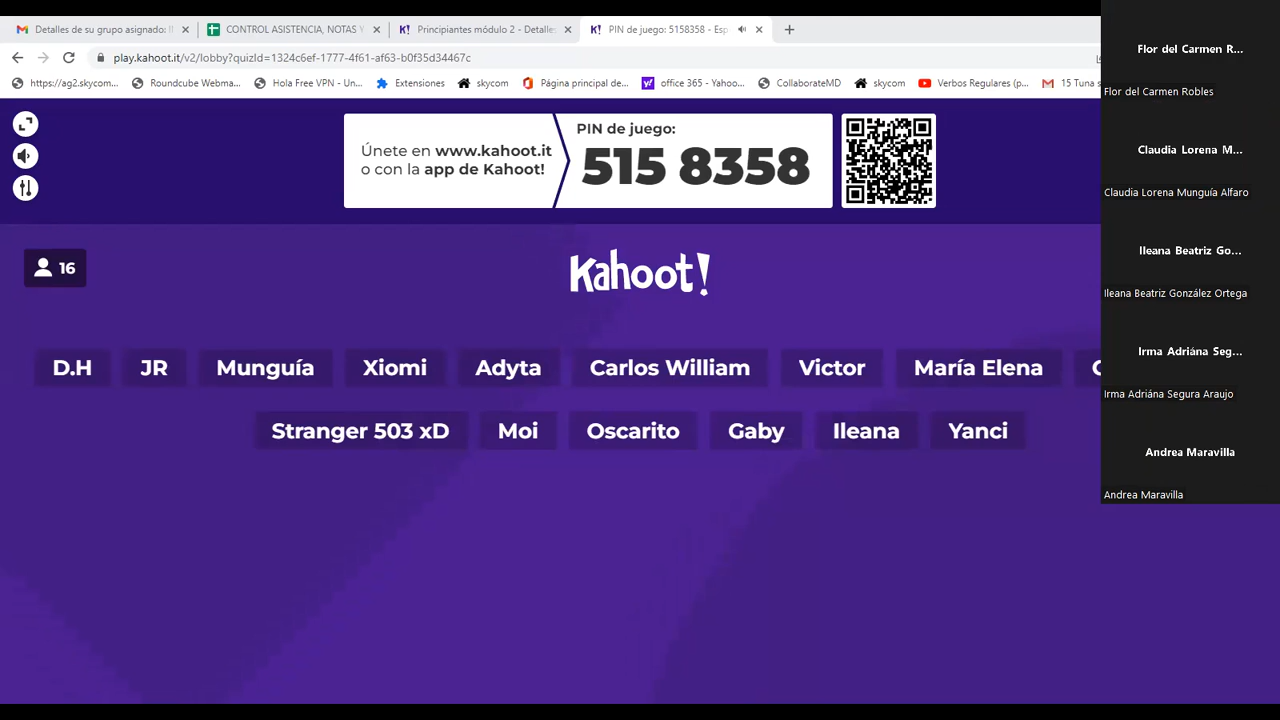 Detalles de su grupo asignado: I
CONTROL ASISTENCIA, NOTAS Y
Principiantes módulo 2 - Detalles
PIN de juego: 5158358 - Esp
play.kahoot.it/v2/lobby?quizId=1324c6ef-1777-4f61-af63-b0f35d34467c
https://ag2.skycom...
Roundcube Webma...
Hola Free VPN - Un...
Extensiones
skycom
Página principal de...
office 365 - Yahoo...
CollaborateMD
skycom
Verbos Regulares (p...
15 Tuna s
Únete en www.kahoot.it
o con la app de Kahoot!
PIN de juego:
515 8358
16
Kahoot!
D.H
JR
Munguía
Xiomi
Adyta
Carlos William
Victor
María Elena
Stranger 503 xD
Moi
Oscarito
Gaby
Ileana
Yanci
Flor del Carmen R...
Flor del Carmen Robles
Claudia Lorena M...
Claudia Lorena Munguía Alfaro
Ileana Beatriz Go...
Ileana Beatriz González Ortega
Irma Adriána Seg...
Irma Adriána Segura Araujo
Andrea Maravilla
Andrea Maravilla